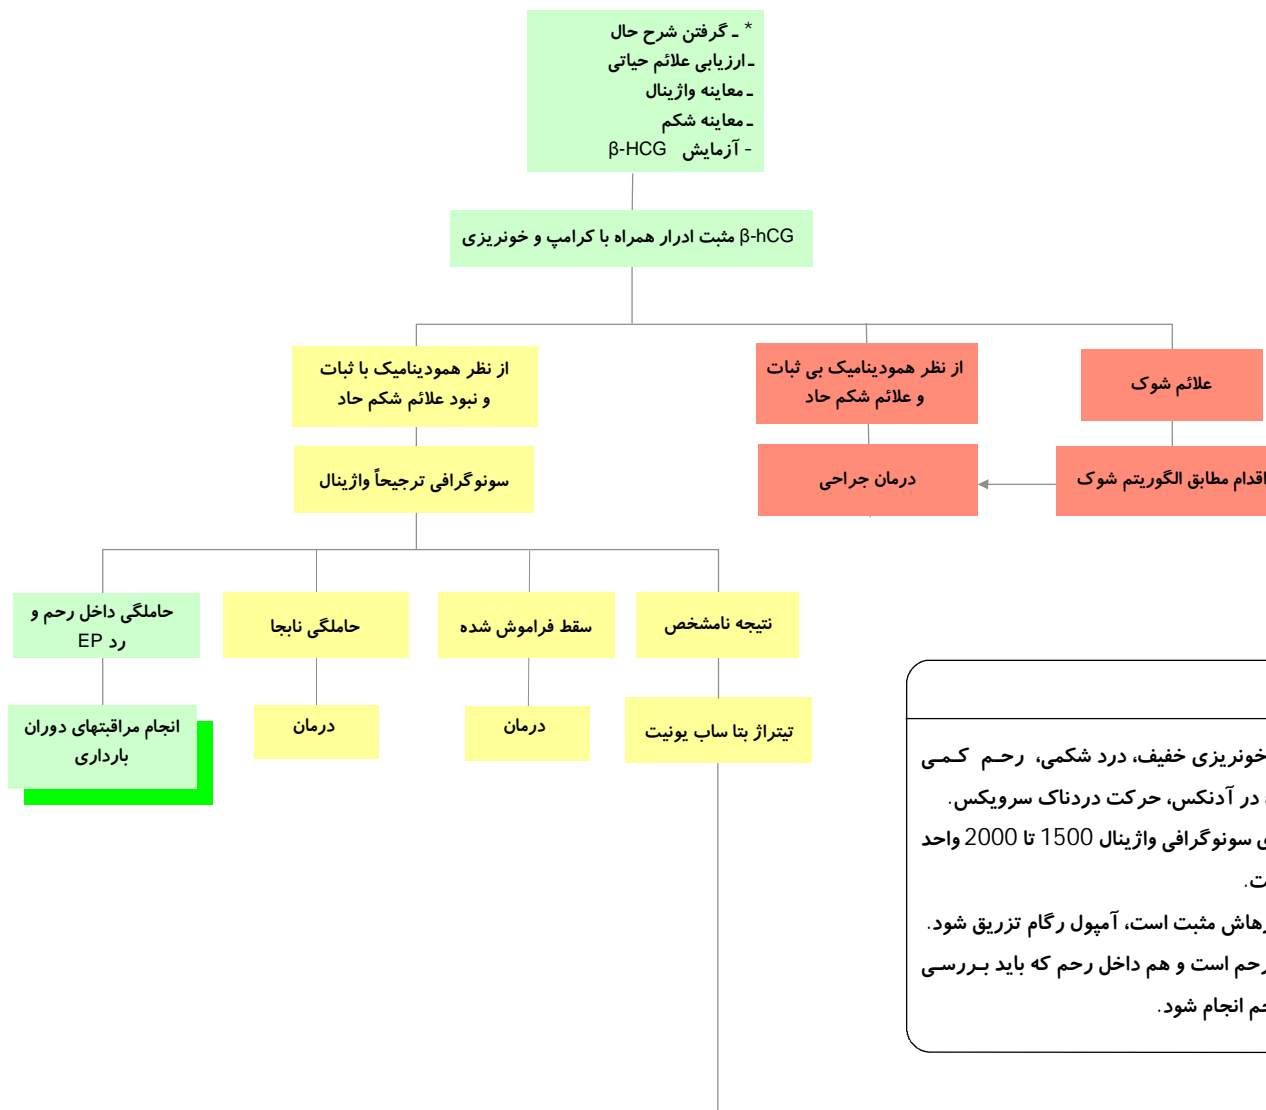 * ـ گرفتن شرح حال
ـ ارزیابی علائم حیاتی
ـ معاینه واژینال
ـ معاینه شکم
- آزمایش β-HCG
β-hCG مثبت ادرار همراه با کرامپ و خونریزی
علائم شوک
از نظر همودینامیک بی ثبات
و علائم شکم حاد
از نظر همودینامیک با ثبات
و نبود علائم شکم حاد
اقدام مطابق الگوریتم شوک
درمان جراحی
سونوگرافی ترجیحاً واژینال
نتیجه نامشخص
سقط فراموش شده
حاملگی نابجا
حاملگی داخل رحم و
رد EP
تیتراژ بتا ساب یونیت
درمان
درمان
انجام مراقبتهای دوران
بارداری
خونریزی خفیف، درد شکمی، رحم کمی
در آدنکس، حرکت دردناک سرویکس.
سونوگرافی واژینال 1500 تا 2000 واحد
مثبت است، آمپول رگام تزریق شود.
رحم است و هم داخل رحم که باید بررسی
انجام شود.